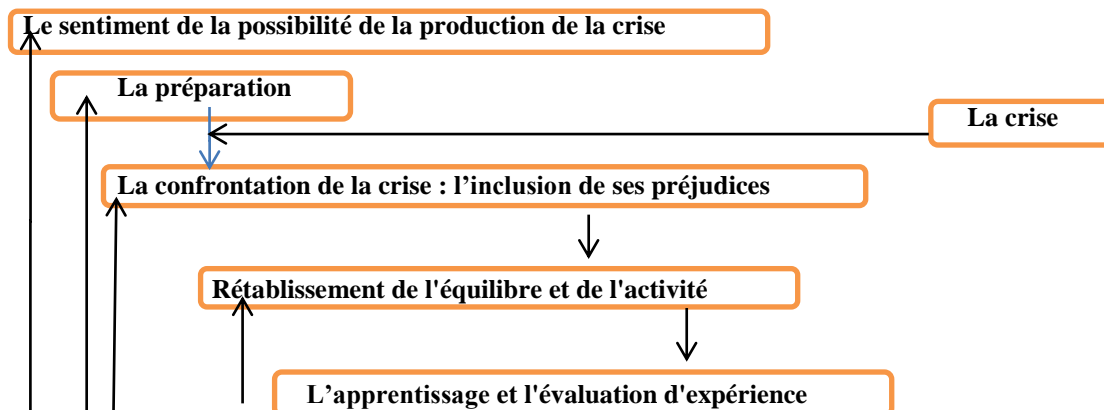 Le sentiment de la possibilité de la production de la crise
La préparation
La crise
La confrontation de la crise : l’inclusion de ses préjudices
Rétablissement de l'équilibre et de l'activité
L’apprentissage et l'évaluation d'expérience